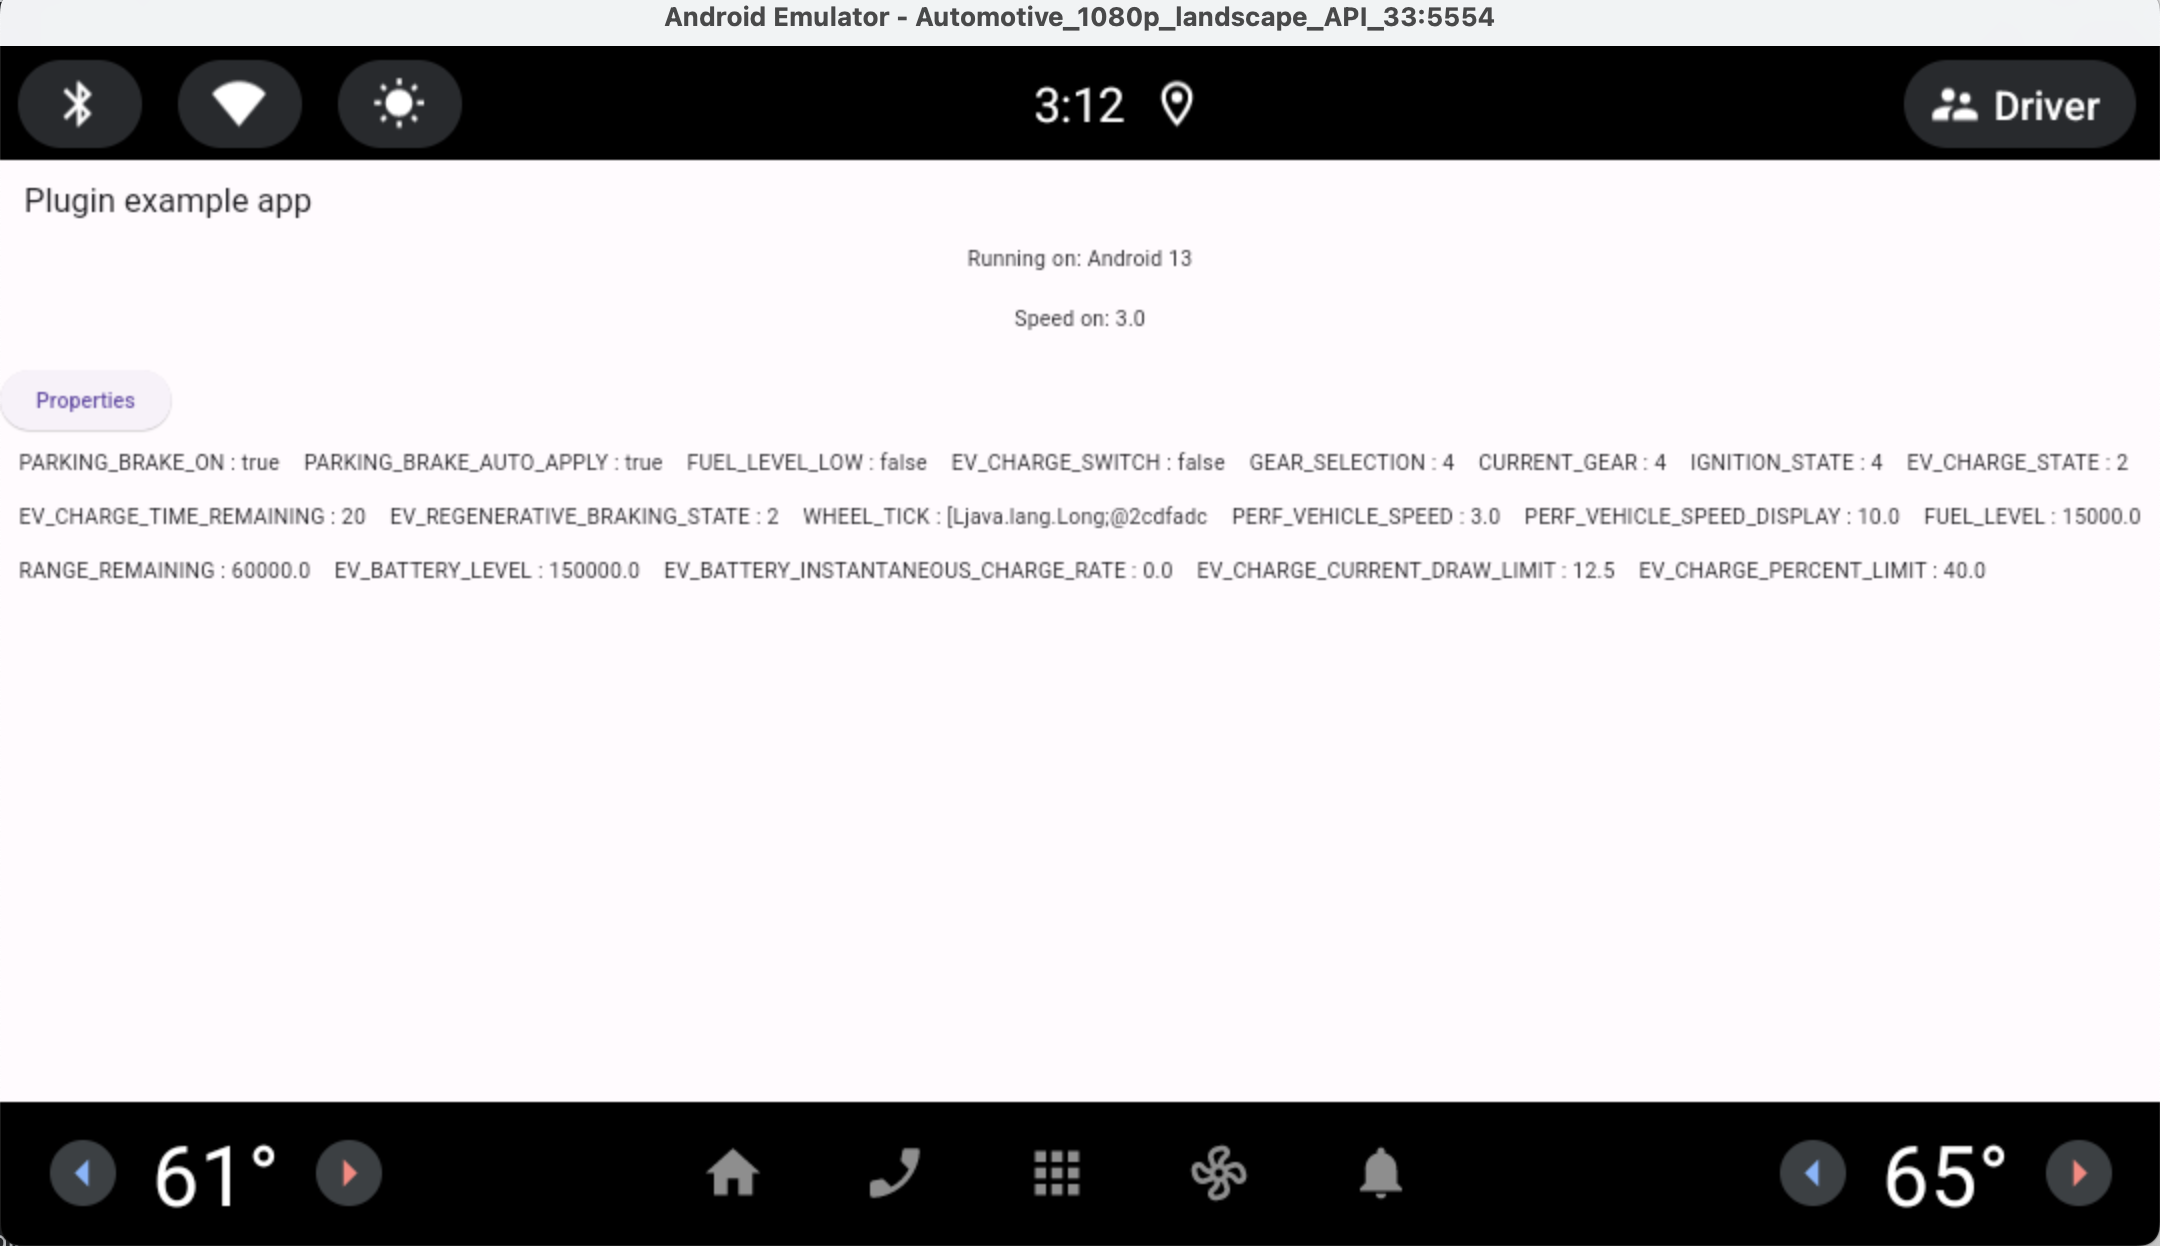 Android Emulator - Automotive_1080p_landscape_API_33:5554
3:12
Driver
Plugin example app
Running on: Android 13
Speed on: 3.0
Properties
PARKING_BRAKE_ON : true PARKING_BRAKE_AUTO_APPLY : true FUEL_LEVEL_LOW : false EV_CHARGE_SWITCH : false GEAR_SELECTION : 4 CURRENT_GEAR : 4 IGNITION_STATE : 4 EV_CHARGE_STATE : 2
EV_CHARGE_TIME_REMAINING : 20 EV_REGENERATIVE_BRAKING_STATE : 2 WHEEL_TICK : [Ljava.lang.Long;@2cdfadc PERF_VEHICLE_SPEED : 3.0 PERF_VEHICLE_SPEED_DISPLAY : 10.0 FUEL_LEVEL : 15000.0
RANGE_REMAINING : 60000.0 EV_BATTERY_LEVEL : 150000.0 EV_BATTERY_INSTANTANEOUS_CHARGE_RATE : 0.0 EV_CHARGE_CURRENT_DRAW_LIMIT : 12.5 EV_CHARGE_PERCENT_LIMIT : 40.0
61° 65°